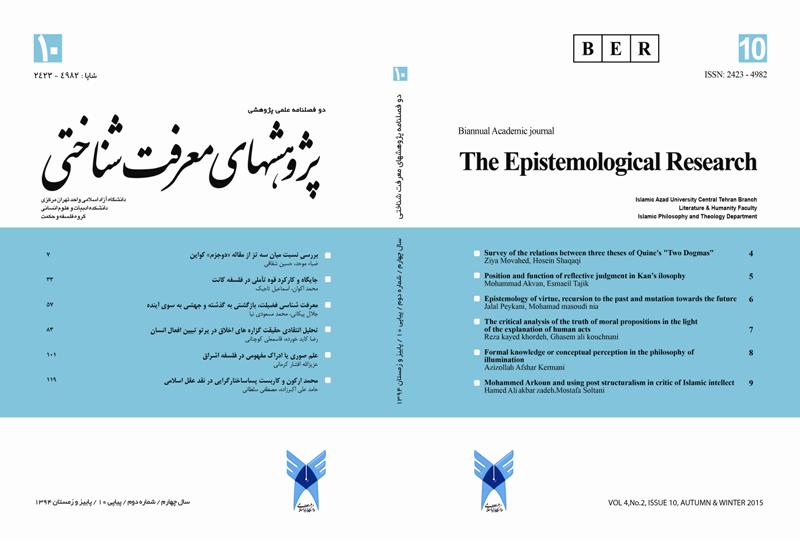 ۱۰
شاپا: ۴۹۸۲ - ۲۴۲۳
دو فصلنامه علمی پژوهشی
پژوهشهای معرفت شناختی
دانشگاه آزاد اسلامی واحد تهران مرکزی
دانشکده ادبیات و علوم انسانی
گروه فلسفه و حکمت
بررسی نسبت میان سه تز از مقاله «دوجزم» کواین ۷
ضیاء موحد، حسین شقاقی
جایگاه و کارکرد قوه تأملی در فلسفه کانت ۳۳
محمد اکوان، اسماعیل تاجیک
معرفت شناسی فضیلت، بازگشتی به گذشته و جهشی به سوی آینده ۵۷
جلال پیکانی، محمد مسعودی نیا
تحلیل انتقادی حقیقت گزاره های اخلاق در پرتو تبیین افعال انسان ۸۳
رضا کاید خورده، قاسمعلی کوچنانی
علم صوری یا ادراک مفهومی در فلسفه اشراق ۱۰۱
عزیزالله افشار کرمانی
محمد ارکون و کاربست پساساختارگرایی در نقد عقل اسلامی ۱۱۹
حامد علی اکبرزاده، مصطفی سلطانی
سال چهارم / شماره دوم / پیاپی ۱۰ / پاییز و زمستان ۱۳۹۴
۱۰
دو فصلنامه پژوهشهای معرفت شناختی
سال چهارم / شماره دوم / پیاپی ۱۰ / پاییز و زمستان ۱۳۹۴
BER
10
ISSN: 2423 - 4982
Biannual Academic journal
The Epistemological Research
Islamic Azad University Central Tehran Branch
Literature & Humanity Faculty
Islamic Philosophy and Theology Department
Survey of the relations between three theses of Quine's "Two Dogmas" 4
Ziya Movahed, Hosein Shaqaqi
Position and function of reflective judgment in Kan's ilosophy 5
Mohammad Akvan, Esmaeil Tajik
Epistemology of virtue, recursion to the past and mutation towards the future 6
Jalal Peykani, Mohamad masoudi nia
The critical analysis of the truth of moral propositions in the light
of the explanation of human acts 7
Reza kayed khordeh, Ghasem ali kouchnani
Formal knowledge or conceptual perception in the philosophy of 8
illumination
Azizollah Afshar Kermani
Mohammed Arkoun and using post structuralism in critic of Islamic intellect 9
Hamed Ali akbar zadeh,Mostafa Soltani
VOL 4,No.2, ISSUE 10, AUTUMN & WINTER 2015